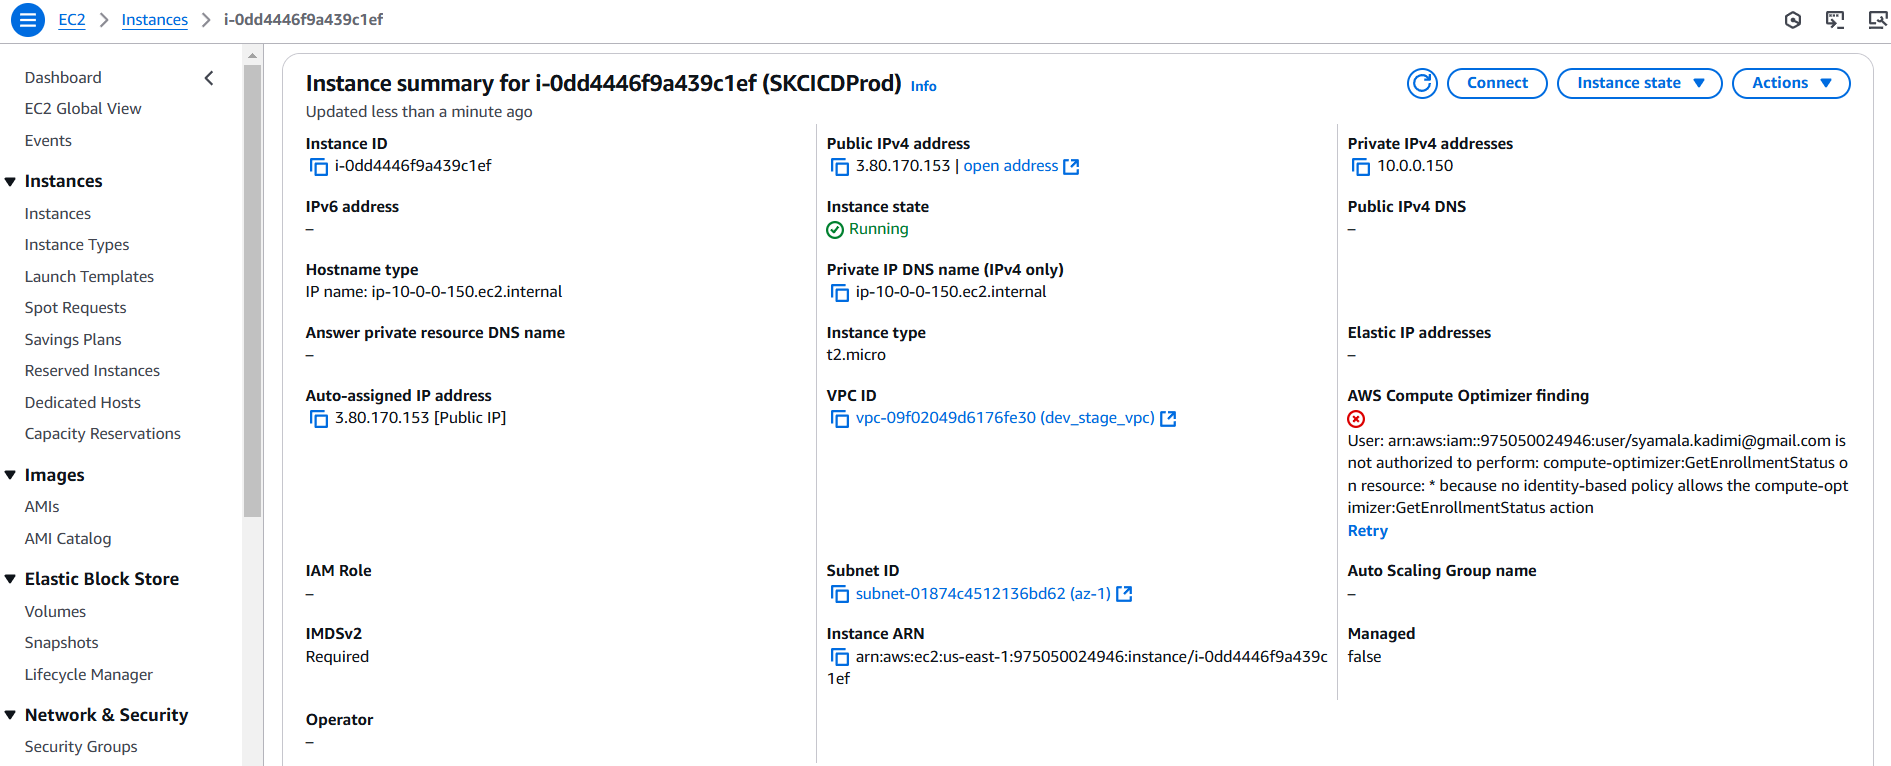 EC2 > Instances > i-0dd4446f9a439c1ef
Dashboard
EC2 Global View
Events
Instances
Instances
Instance Types
Launch Templates
Spot Requests
Savings Plans
Reserved Instances
Dedicated Hosts
Capacity Reservations
Images
AMIs
AMI Catalog
Elastic Block Store
Volumes
Snapshots
Lifecycle Manager
Network & Security
Security Groups
Instance summary for i-0dd4446f9a439c1ef (SKCICDProd) Info
Updated less than a minute ago
Connect
Instance state
Actions
Instance ID
i-0dd4446f9a439c1ef
Public IPv4 address
3.80.170.153 | open address
Private IPv4 addresses
10.0.0.150
IPv6 address
–
Instance state
Running
Public IPv4 DNS
–
Hostname type
IP name: ip-10-0-0-150.ec2.internal
Private IP DNS name (IPv4 only)
ip-10-0-0-150.ec2.internal
Answer private resource DNS name
–
Instance type
t2.micro
Elastic IP addresses
–
Auto-assigned IP address
3.80.170.153 [Public IP]
VPC ID
vpc-09f02049d6176fe30 (dev_stage_vpc)
AWS Compute Optimizer finding
User: arn:aws:iam::975050024946:user/syamala.kadimi@gmail.com is
not authorized to perform: compute-optimizer:GetEnrollmentStatus o
n resource: * because no identity-based policy allows the compute-opt
imizer:GetEnrollmentStatus action
Retry
IAM Role
–
Subnet ID
subnet-01874c4512136bd62 (az-1)
Auto Scaling Group name
–
IMDSv2
Required
Instance ARN
arn:aws:ec2:us-east-1:975050024946:instance/i-0dd4446f9a439c
1ef
Managed
false
Operator
–